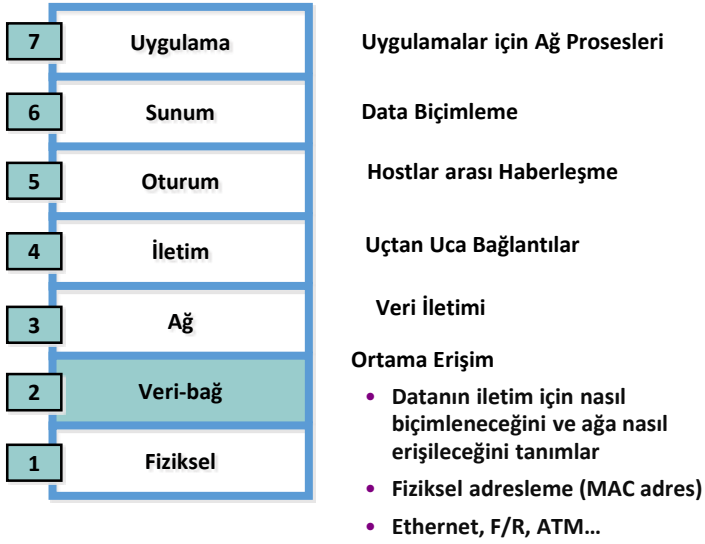 7 Uygulama Uygulamalar için Ağ Prosesleri
6 Sunum Data Biçimleme
5 Oturum Hostlar arası Haberleşme
4 İletim Uçtan Uca Bağlantılar
3 Ağ Veri İletimi
Ortama Erişim
2 Veri-bağ
• Datanın iletim için nasıl
biçimleneceğini ve ağa nasıl
erişileceğini tanımlar
1 Fiziksel
• Fiziksel adresleme (MAC adres)
• Ethernet, F/R, ATM...